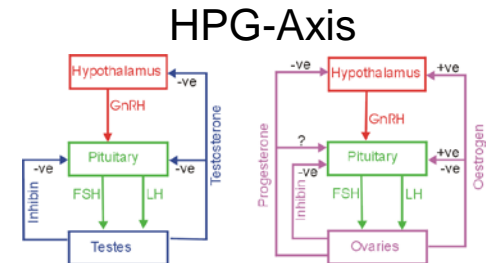 HPG-Axis
Hypothalamus
-ve
GnRH
Testosterone
Pituitary
-ve
-ve
Inhibin
FSH
LH
Testes
-ve
Hypothalamus
+ve
GnRH
Progesterone
Oestrogen
?
Pituitary
+ve
-ve
-ve
Inhibin
FSH
LH
Ovaries